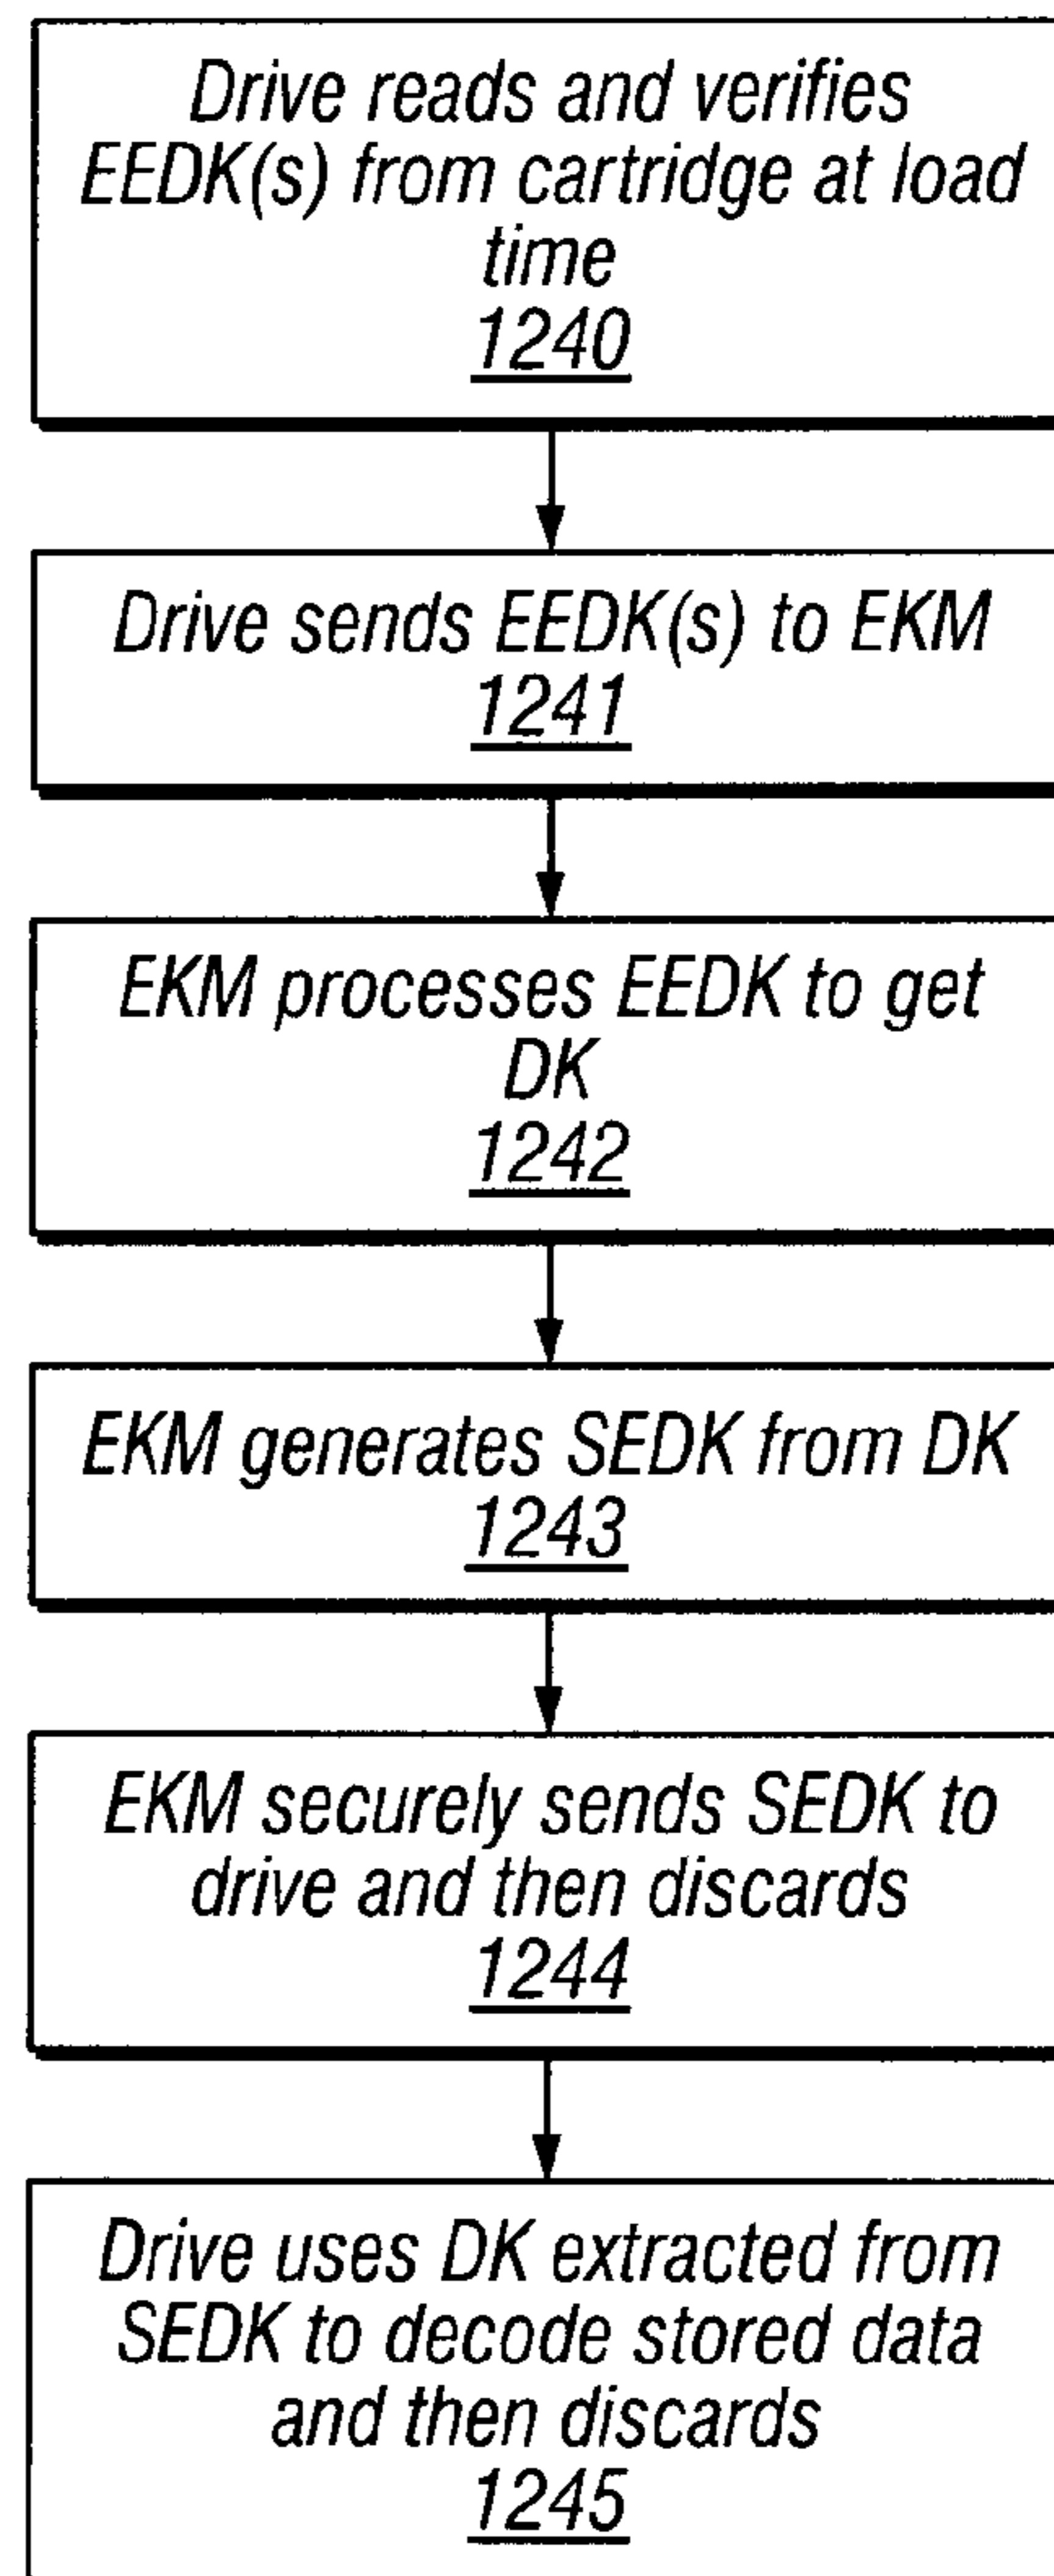 Drive reads and verifies
EEDK(s) from cartridge at load
time
1240
Drive sends EEDK(s) to EKM
1241
EKM processes EEDK to get
DK
1242
EKM generates SEDK from DK
1243
EKM securely sends SEDK to
drive and then discards
1244
Drive uses DK extracted from
SEDK to decode stored data
and then discards
1245